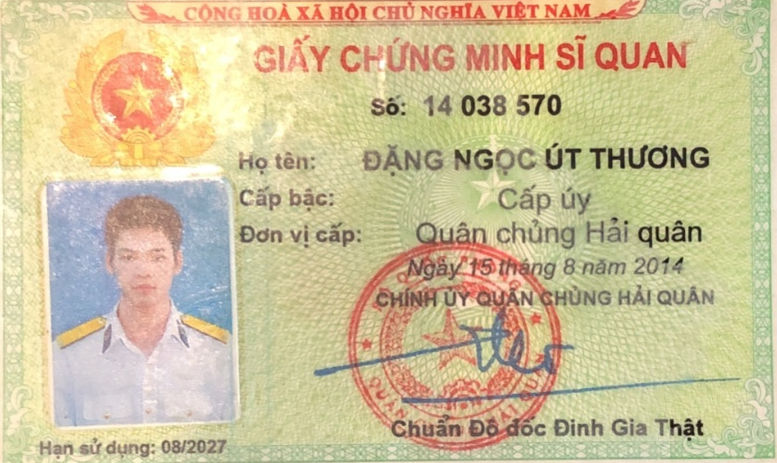 CỘNG HOÀ XÃ HỘI CHỦ NGHĨA VIỆT NAM
GIẤY CHỨNG MINH SĨ QUAN
Số: 14 038 570
Họ tên: ĐẶNG NGỌC ÚT THƯƠNG
Cấp bậc: Cấp úy
Đơn vị cấp: Quân chủng Hải quân
Ngày 15 tháng 8 năm 2014
CHÍNH ỦY QUÂN CHỦNG HẢI QUÂN
Chuẩn Đô đốc Đinh Gia Thật
Hạn sử dụng: 08/2027